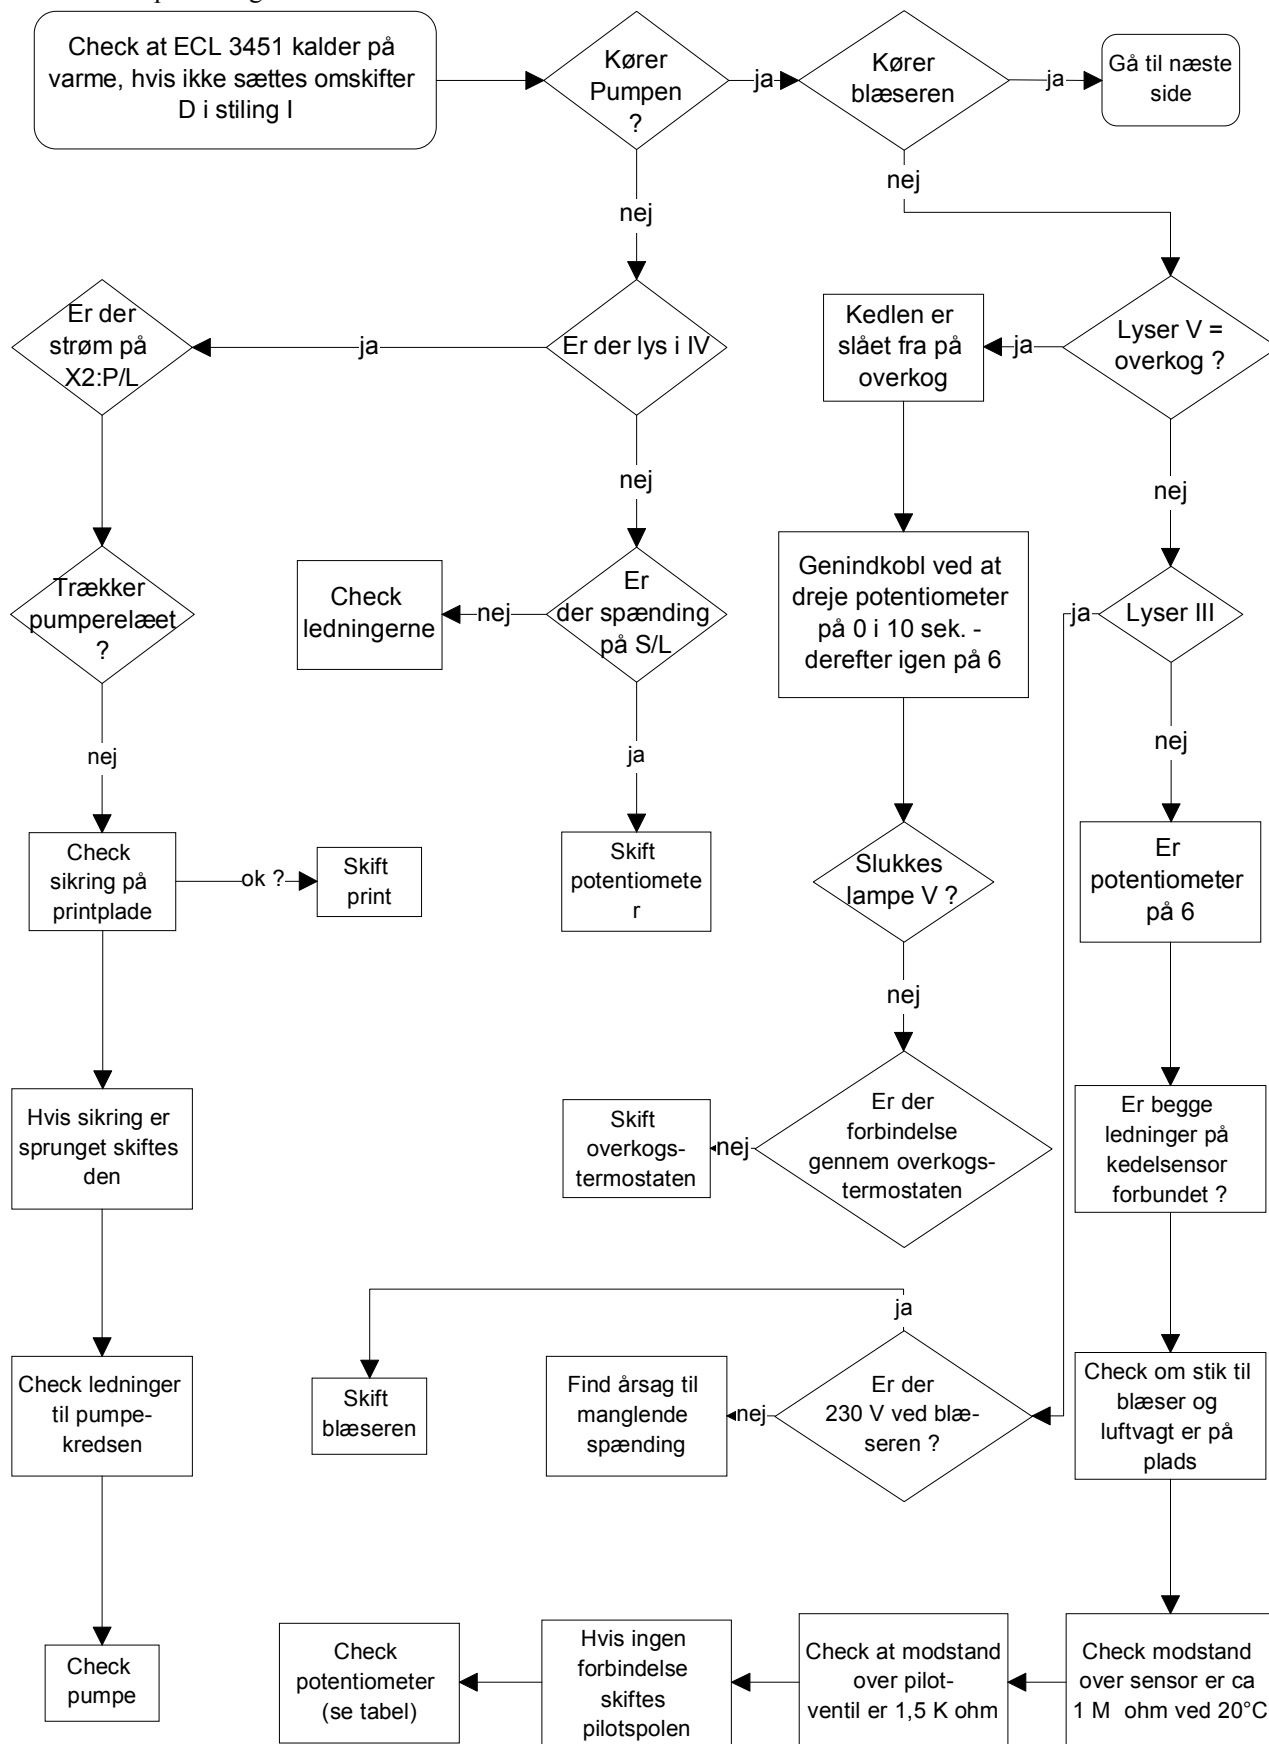 Check at ECL 3451 kalder på
varme, hvis ikke sættes omskifter
D i stiling I
Kører
Pumpen
?
ja
Kører
blæseren
ja
Gå til næste
side
nej
nej
Er der
strøm på
X2:P/L
ja
Er der lys i IV
Kedlen er
slået fra på
overkog
ja
Lyser V =
overkog ?
nej
nej
Trækker
pumperelæet
?
Check
ledningerne
nej
Er
der spænding
på S/L
Genindkobl ved at
dreje potentiometer
på 0 i 10 sek. -
derefter igen på 6
ja
Lyser III
nej
ja
nej
Check
sikring på
printplade
ok ?
Skift
print
Skift
potentiomete
r
Slukkes
lampe V ?
Er
potentiometer
på 6
nej
Hvis sikring er
sprunget skiftes
den
Skift
overkogs-
termostaten
nej
Er der
forbindelse
gennem overkogs-
termostaten
Er begge
ledninger på
kedelsensor
forbundet ?
ja
Check ledninger
til pumpe-
kredsen
Skift
blæseren
Find årsag til
manglende
spænding
nej
Er der
230 V ved blæ-
seren ?
Check om stik til
blæser og
luftvagt er på
plads
Check
pumpe
Check
potentiometer
(se tabel)
Hvis ingen
forbindelse
skiftes
pilotspolen
Check at modstand
over pilot-
ventil er 1,5 K ohm
Check modstand
over sensor er ca
1 M ohm ved 20°C